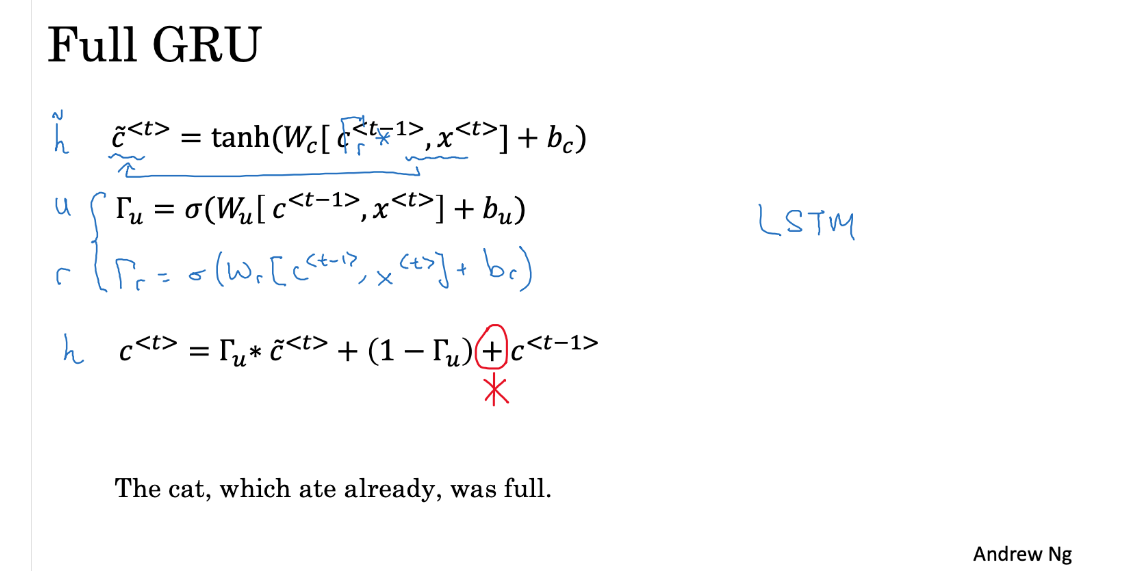 Full GRU
h̃ c̃<t> = tanh(Wc[ Γr * c<t−1>, x<t>] + bc)
u Γu = σ(Wu[ c<t−1>, x<t>] + bu)
LSTM
r Γr = σ(Wr[ c<t-1>, x<t>] + br)
h c<t> = Γu* c̃<t> + (1 − Γu) + c<t−1>
*
The cat, which ate already, was full.
Andrew Ng